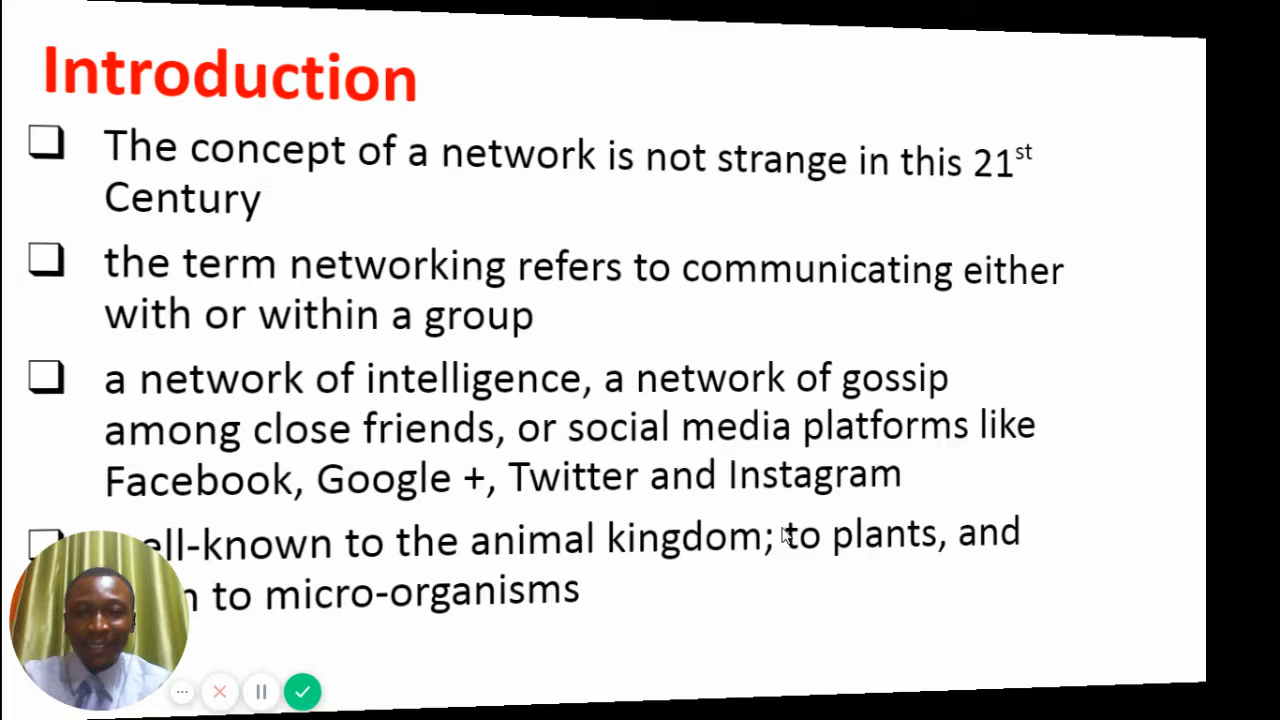 Introduction
The concept of a network is not strange in this 21st
Century
the term networking refers to communicating either
with or within a group
a network of intelligence, a network of gossip
among close friends, or social media platforms like
Facebook, Google +, Twitter and Instagram
ell-known to the animal kingdom; to plants, and
to micro-organisms